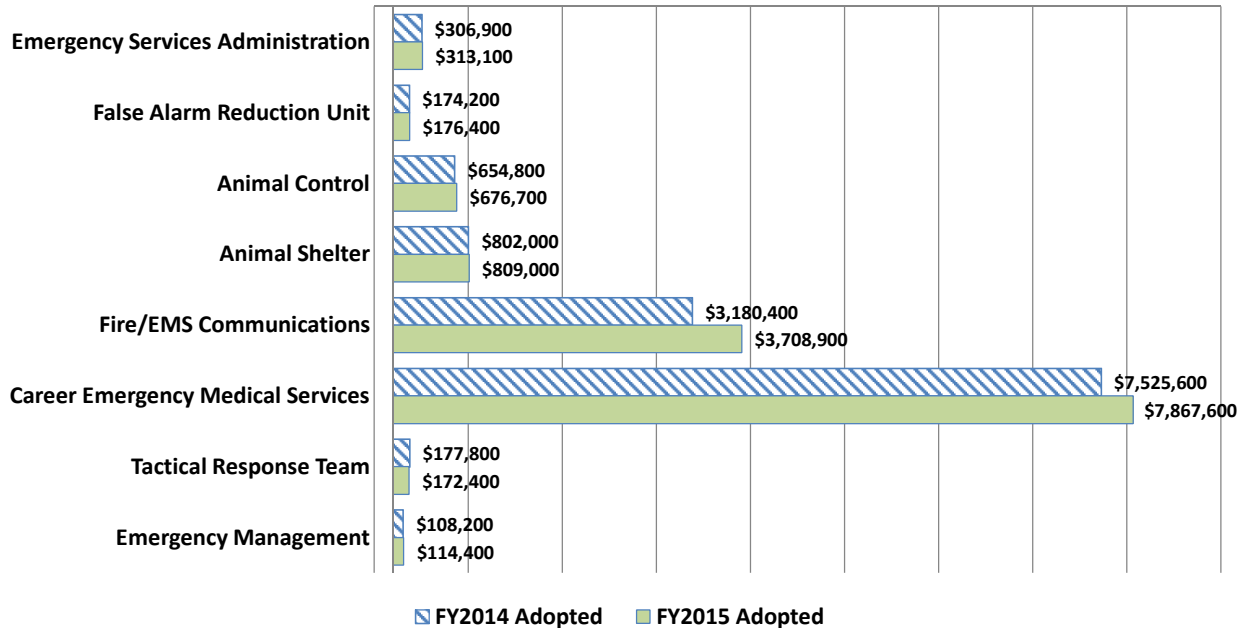 Emergency Services Administration
$306,900
$313,100
False Alarm Reduction Unit
$174,200
$176,400
Animal Control
$654,800
$676,700
Animal Shelter
$802,000
$809,000
Fire/EMS Communications
$3,180,400
$3,708,900
Career Emergency Medical Services
$7,525,600
$7,867,600
Tactical Response Team
$177,800
$172,400
Emergency Management
$108,200
$114,400
FY2014 Adopted FY2015 Adopted